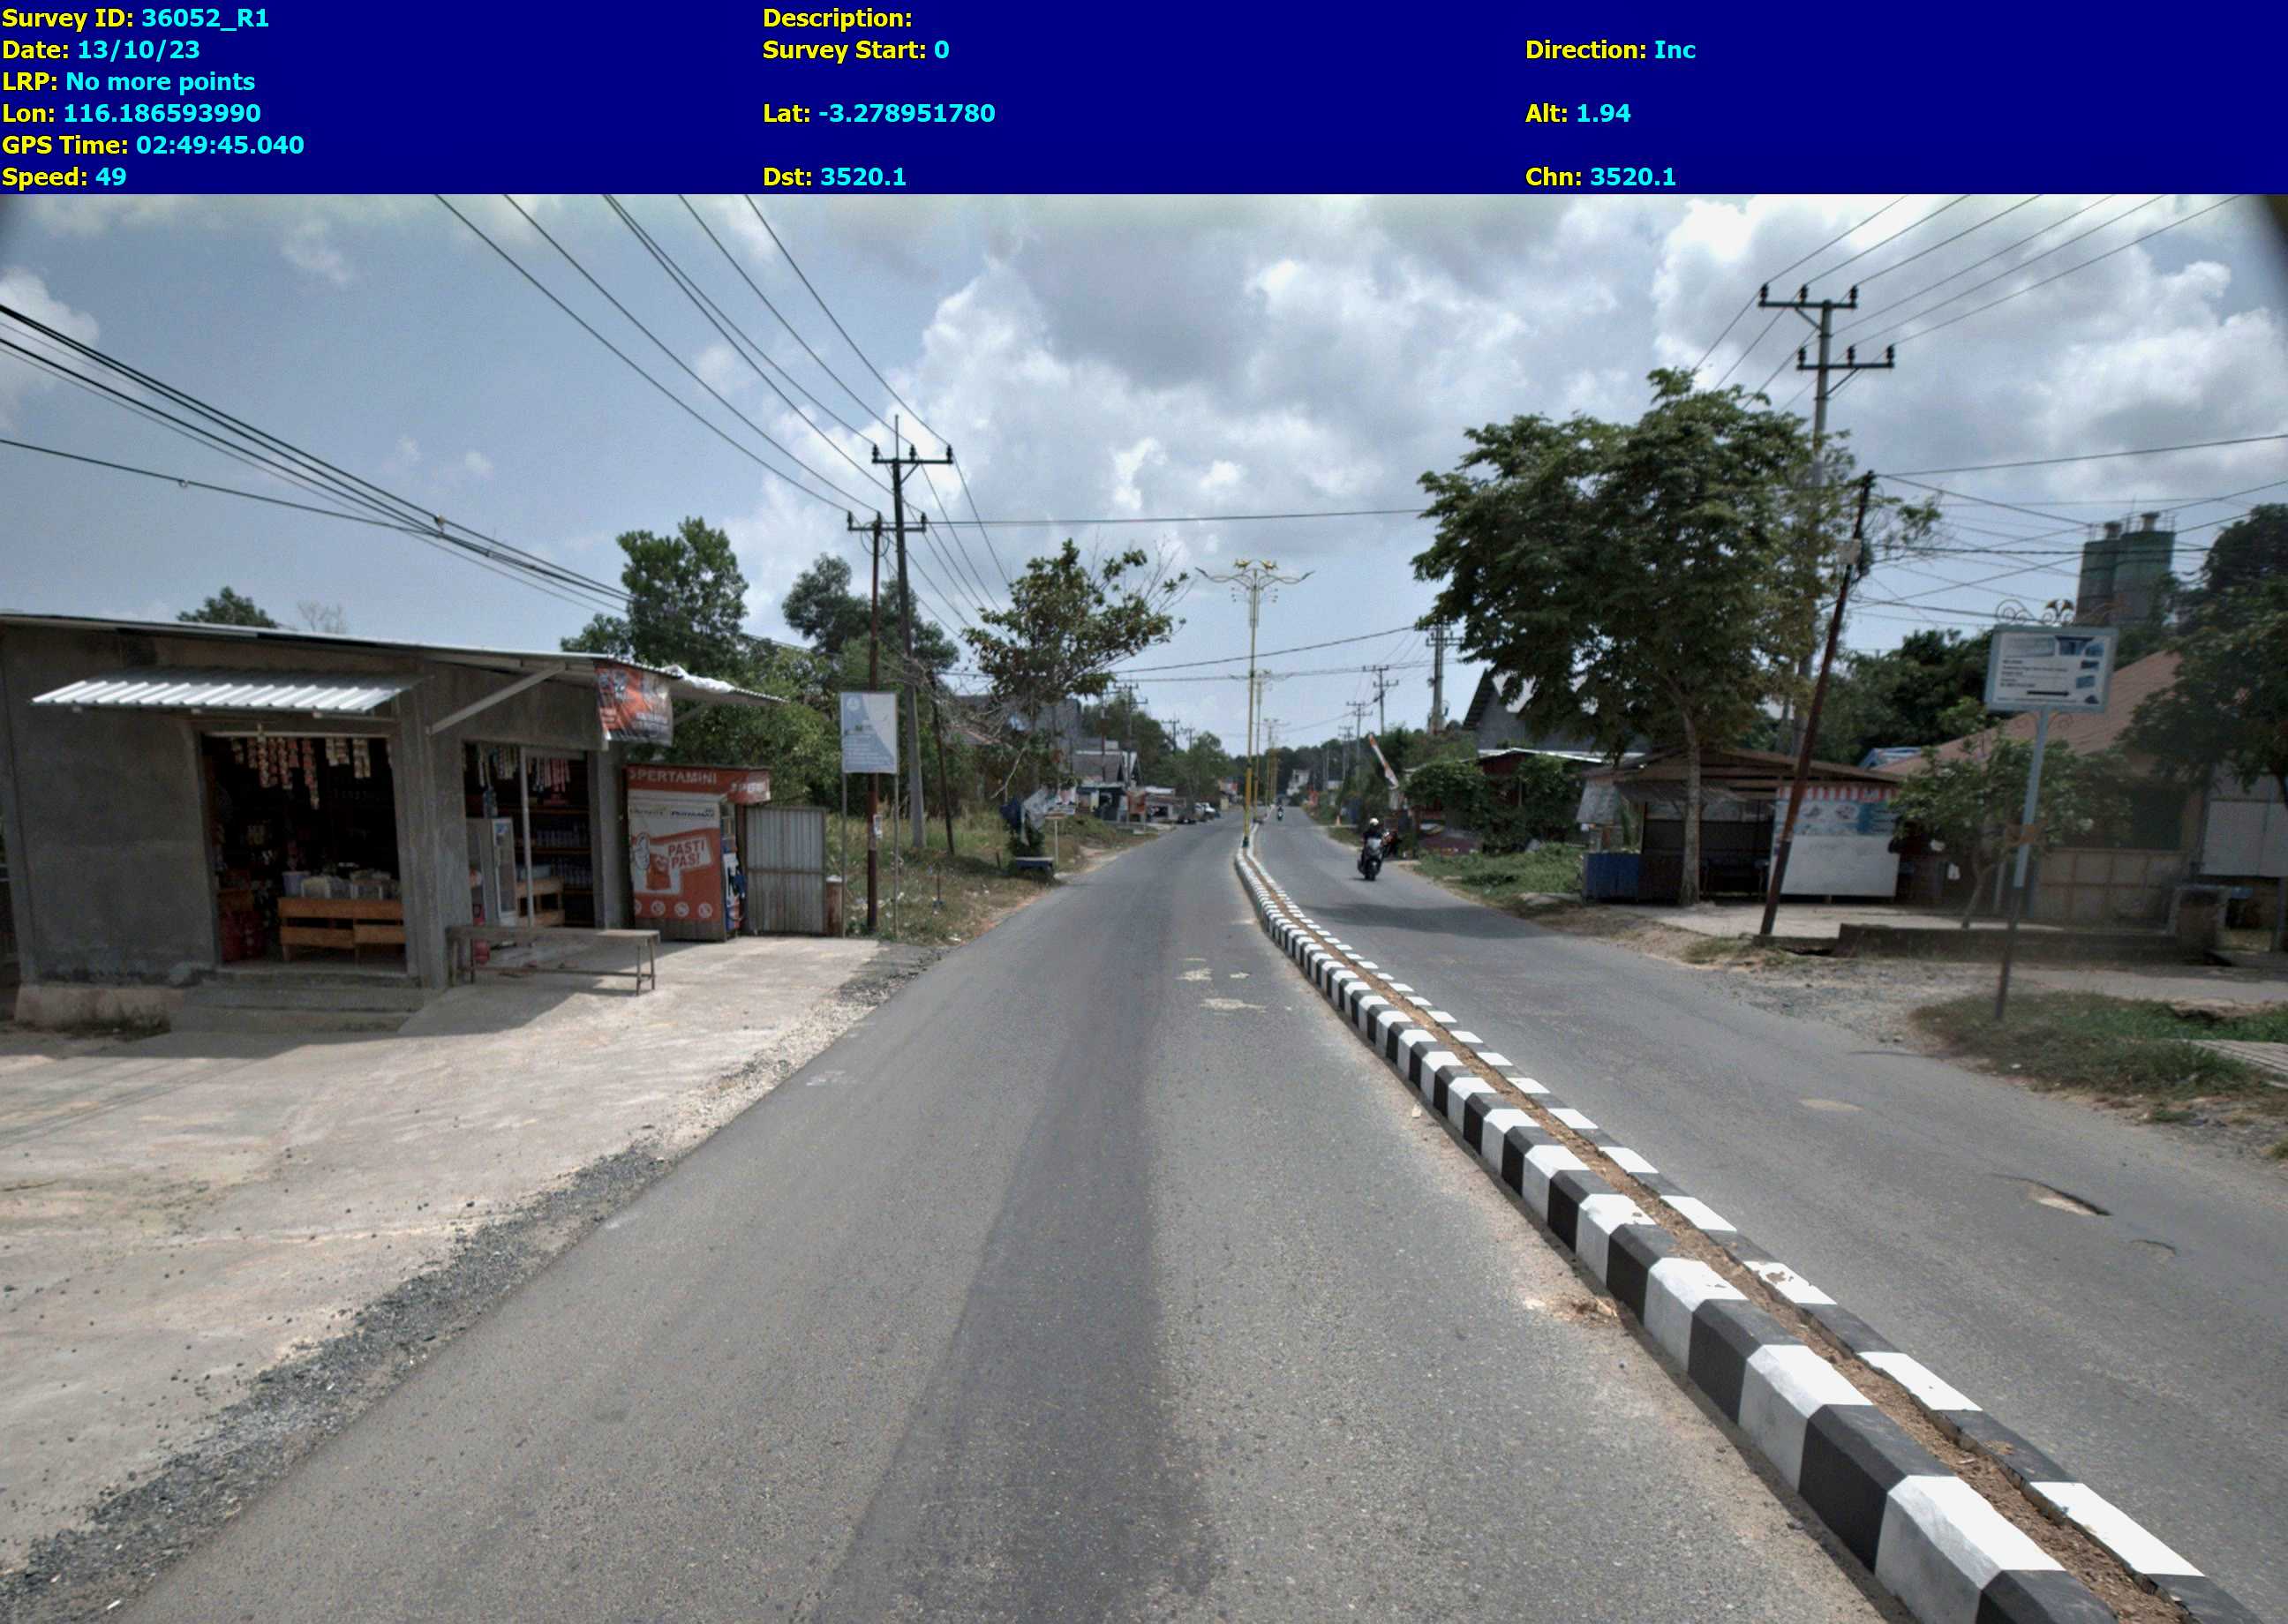 Survey ID: 36052_R1
Description:
Date: 13/10/23
Survey Start: 0
Direction: Inc
LRP: No more points
Lon: 116.186593990
Lat: -3.278951780
Alt: 1.94
GPS Time: 02:49:45.040
Speed: 49
Dst: 3520.1
Chn: 3520.1
PERTAMINI
PASTI
PAS!